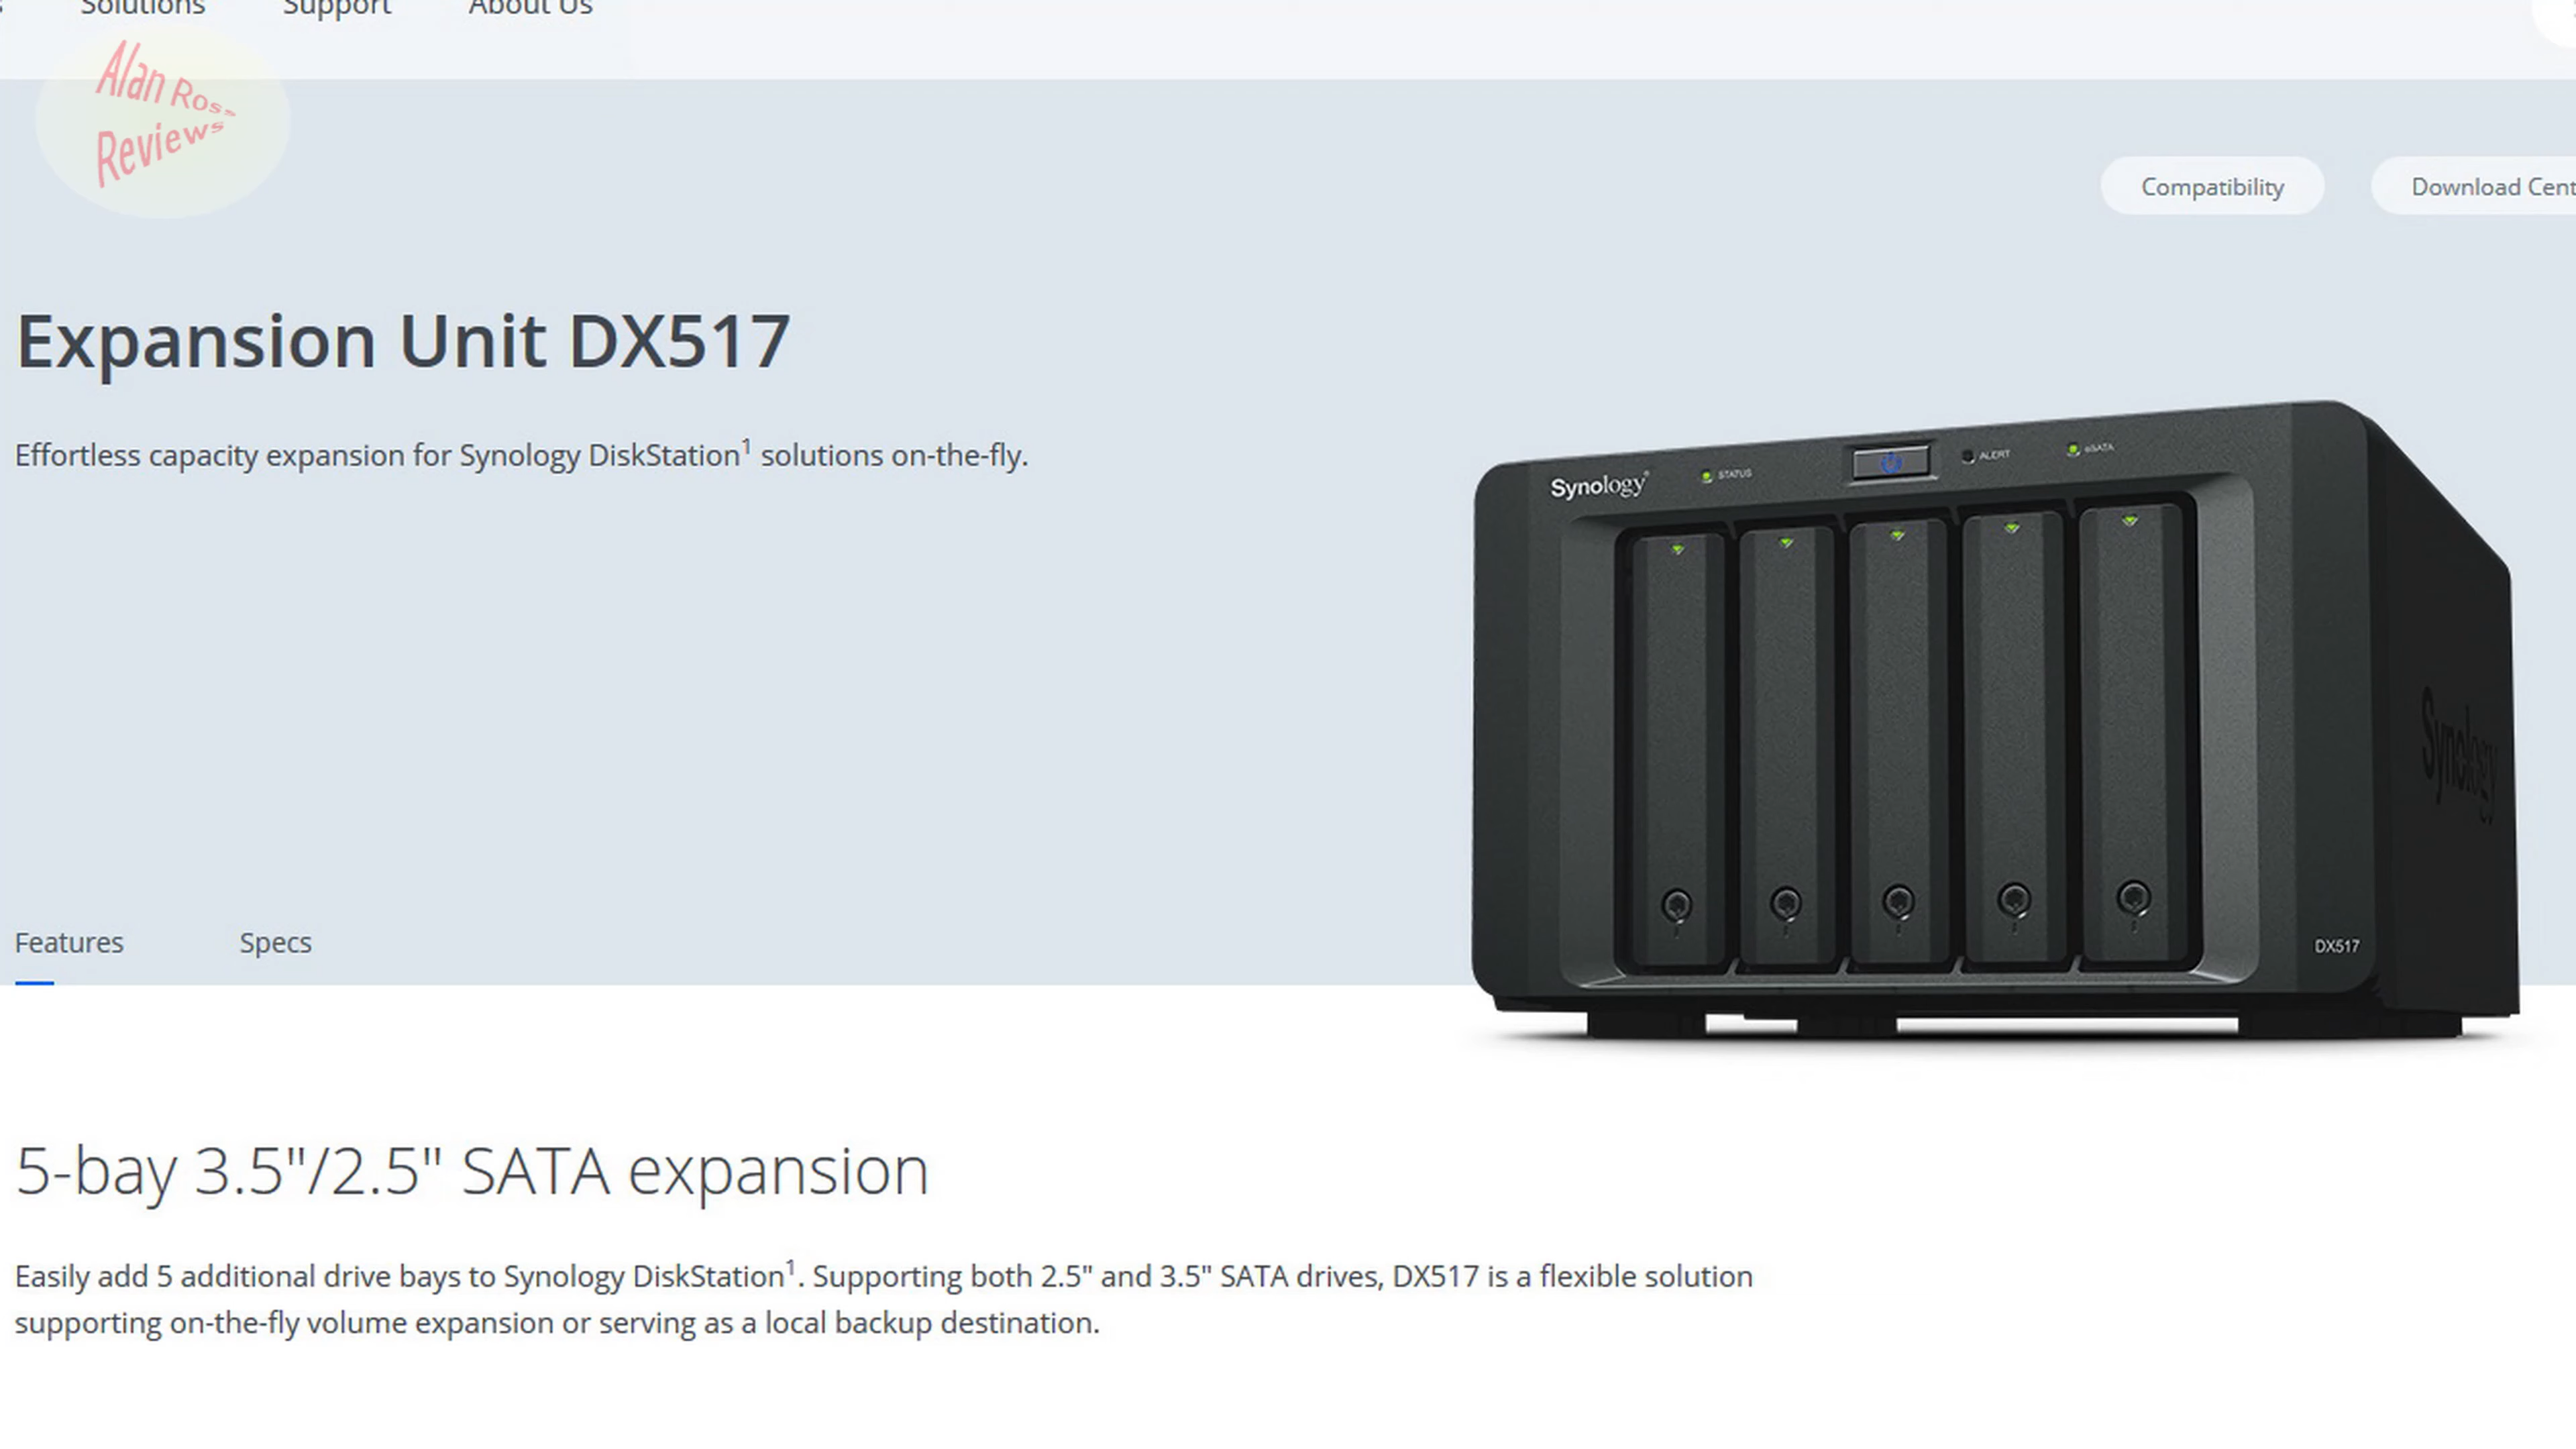 Solutions Support About Us
Alan Ross
Reviews
Compatibility Download Cent
Expansion Unit DX517
Effortless capacity expansion for Synology DiskStation1 solutions on-the-fly.
Synology STATUS ALERT eSATA
Synology
DX517
Features Specs
5-bay 3.5"/2.5" SATA expansion
Easily add 5 additional drive bays to Synology DiskStation1. Supporting both 2.5" and 3.5" SATA drives, DX517 is a flexible solution
supporting on-the-fly volume expansion or serving as a local backup destination.